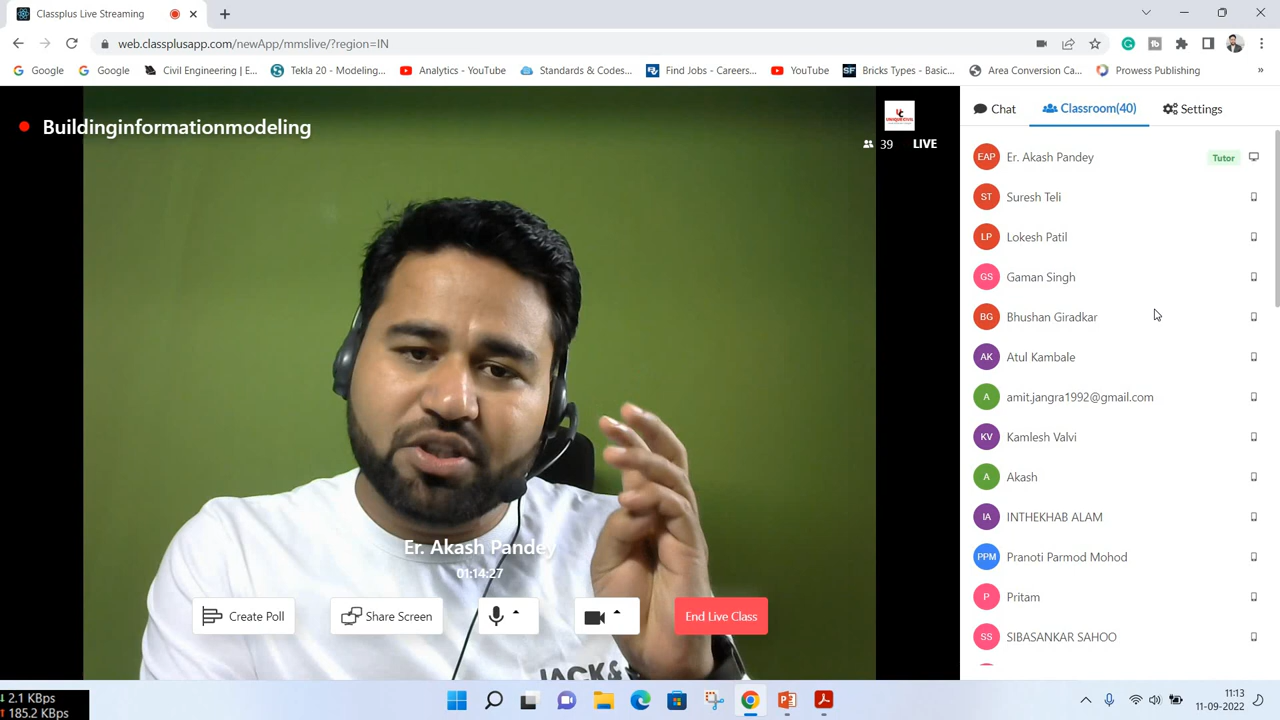 Classplus Live Streaming
web.classplusapp.com/newApp/mmslive/?region=IN
Google
Google
Civil Engineering | E...
Tekla 20 - Modeling...
Analytics - YouTube
Standards & Codes...
Find Jobs - Careers...
YouTube
SF
Bricks Types - Basic...
Area Conversion Ca...
Prowess Publishing
»
Buildinginformationmodeling
UNIQUE CIVIL
39 LIVE
Er. Akash Pandey
01:14:27
Create Poll
Share Screen
End Live Class
JACK &
Chat
Classroom(40)
Settings
EAP Er. Akash Pandey Tutor
ST Suresh Teli
LP Lokesh Patil
GS Gaman Singh
BG Bhushan Giradkar
AK Atul Kambale
A amit.jangra1992@gmail.com
KV Kamlesh Valvi
A Akash
IA INTHEKHAB ALAM
PPM Pranoti Parmod Mohod
P Pritam
SS SIBASANKAR SAHOO
↓ 2.1 KBps
↑ 185.2 KBps
11:13
11-09-2022